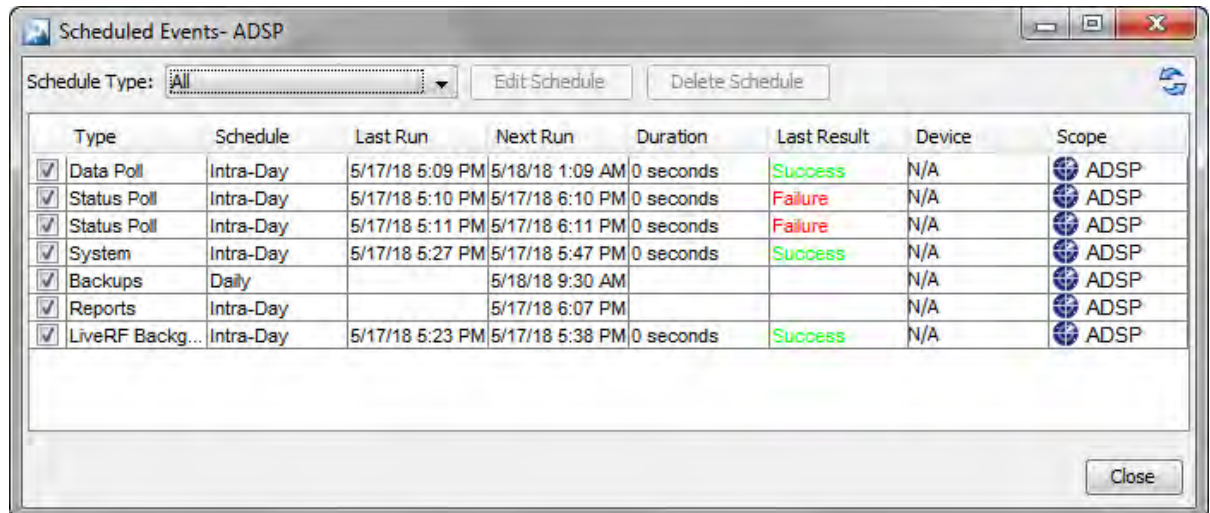 Scheduled Events- ADSP
Schedule Type: All Edit Schedule Delete Schedule
Type Schedule Last Run Next Run Duration Last Result Device Scope
Data Poll Intra-Day 5/17/18 5:09 PM 5/18/18 1:09 AM 0 seconds Success N/A ADSP
Status Poll Intra-Day 5/17/18 5:10 PM 5/17/18 6:10 PM 0 seconds Failure N/A ADSP
Status Poll Intra-Day 5/17/18 5:11 PM 5/17/18 6:11 PM 0 seconds Failure N/A ADSP
System Intra-Day 5/17/18 5:27 PM 5/17/18 5:47 PM 0 seconds Success N/A ADSP
Backups Daily 5/18/18 9:30 AM N/A ADSP
Reports Intra-Day 5/17/18 6:07 PM N/A ADSP
LiveRF Backg... Intra-Day 5/17/18 5:23 PM 5/17/18 5:38 PM 0 seconds Success N/A ADSP
Close